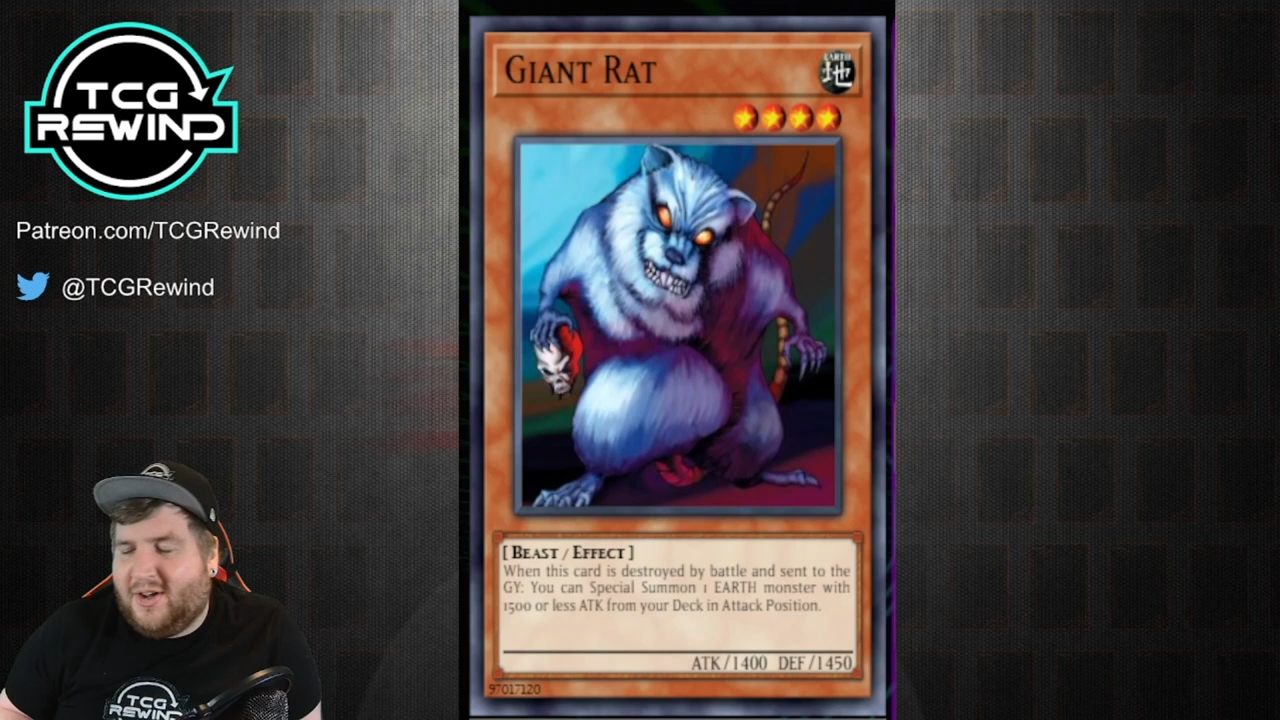 TCG
REWIND
Patreon.com/TCGRewind
@TCGRewind
GIANT RAT
EARTH
地
[ BEAST / EFFECT ]
When this card is destroyed by battle and sent to the
GY: You can Special Summon 1 EARTH monster with
1500 or less ATK from your Deck in Attack Position.
ATK/1400 DEF/1450
97017120
TCG
REWIND